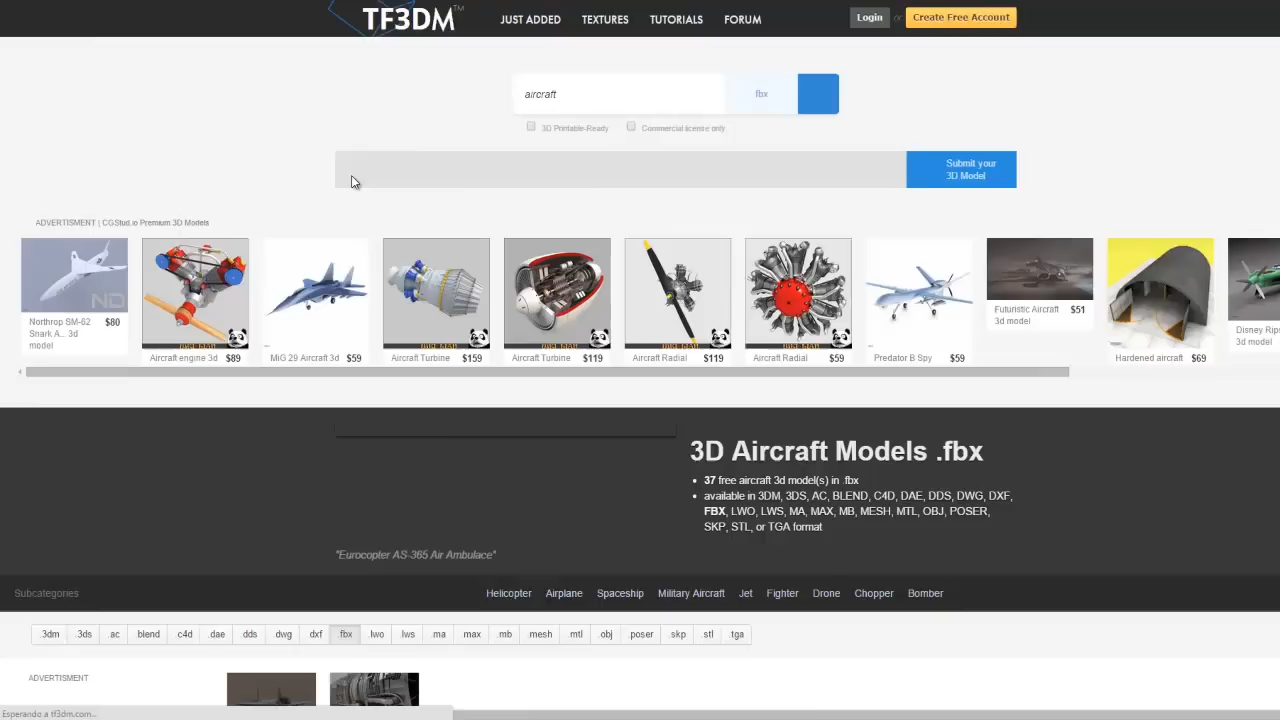 TF3DM™ JUST ADDED TEXTURES TUTORIALS FORUM Login or Create Free Account
aircraft fbx
3D Printable-Ready Commercial license only
Submit your
3D Model
ADVERTISMENT | CGStud.io Premium 3D Models
ND
Northrop SM-62 $80
Shark A... 3d
model
Aircraft engine 3d $89
MiG 29 Aircraft 3d $59
Aircraft Turbine $159
Aircraft Turbine $119
Aircraft Radial $119
Aircraft Radial $59
Predator B Spy $59
Futuristic Aircraft $51
3d model
Hardened aircraft $69
Disney Rips
3d model
3D Aircraft Models .fbx
37 free aircraft 3d model(s) in .fbx
available in 3DM, 3DS, AC, BLEND, C4D, DAE, DDS, DWG, DXF,
FBX, LWO, LWS, MA, MAX, MB, MESH, MTL, OBJ, POSER,
SKP, STL, or TGA format
"Eurocopter AS-365 Air Ambulace"
Subcategories Helicopter Airplane Spaceship Military Aircraft Jet Fighter Drone Chopper Bomber
.3dm .3ds .ac .blend .c4d .dae .dds .dwg .dxf .fbx .lwo .lws .ma .max .mb .mesh .mtl .obj .poser .skp .stl .tga
ADVERTISMENT
Esperando a tf3dm.com...